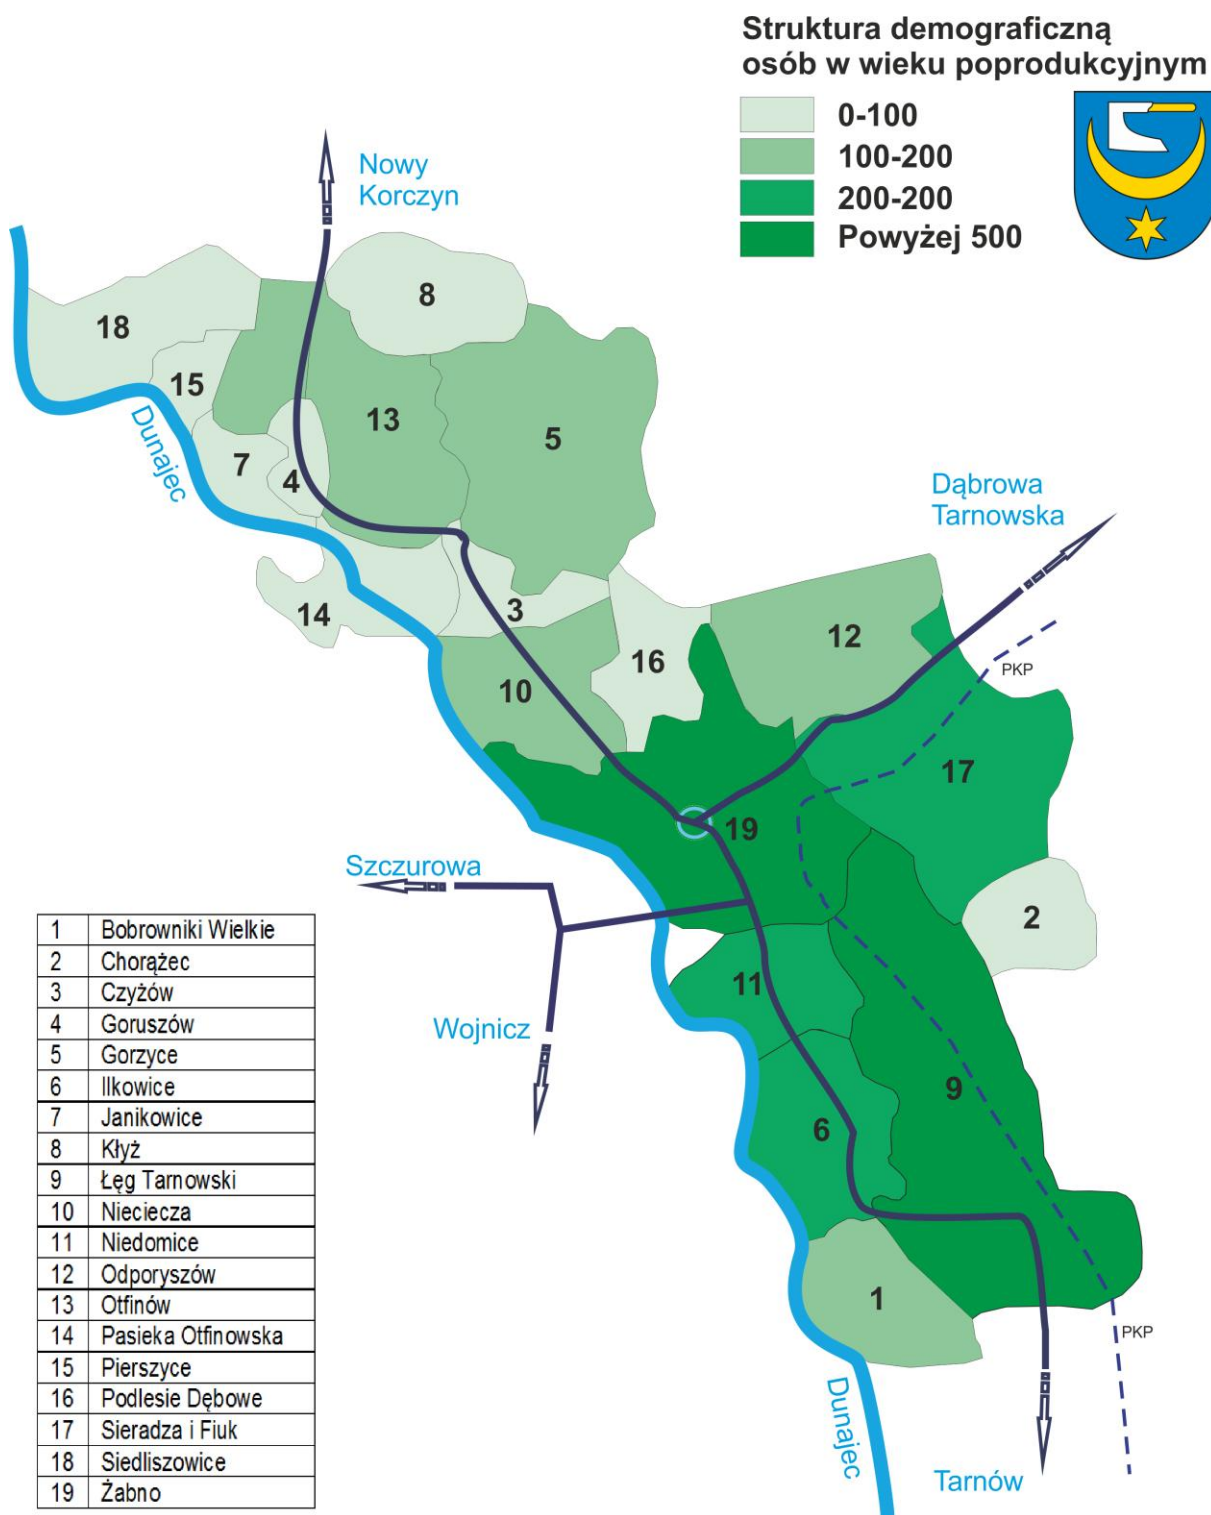 Struktura demograficzną
osób w wieku poprodukcyjnym
0-100
100-200
200-200
Powyżej 500
Nowy
Korczyn
8
18
15
13
5
7
4
Dunajec
Dąbrowa
Tarnowska
14
3
12
16
PKP
10
17
19
Szczurowa
2
11
Wojnicz
9
6
1
PKP
Dunajec
Tarnów
1 Bobrowniki Wielkie
2 Chorążec
3 Czyżów
4 Goruszów
5 Gorzyce
6 Ilkowice
7 Janikowice
8 Kłyż
9 Łęg Tarnowski
10 Nieciecza
11 Niedomice
12 Odporyszów
13 Otfinów
14 Pasieka Otfinowska
15 Pierszyce
16 Podlesie Dębowe
17 Sieradza i Fiuk
18 Siedliszowice
19 Żabno